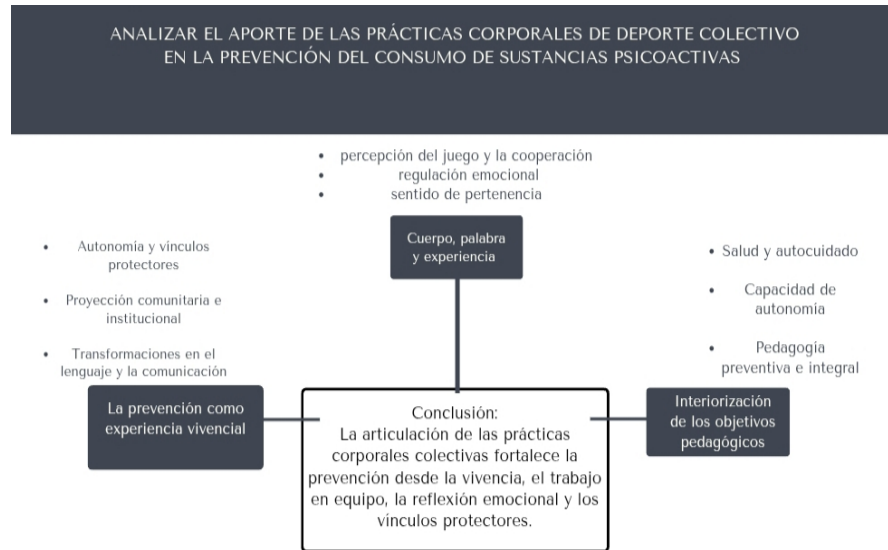 ANALIZAR EL APORTE DE LAS PRÁCTICAS CORPORALES DE DEPORTE COLECTIVO
EN LA PREVENCIÓN DEL CONSUMO DE SUSTANCIAS PSICOACTIVAS
• percepción del juego y la cooperación
• regulación emocional
• sentido de pertenencia
Cuerpo, palabra
y experiencia
• Autonomía y vínculos
protectores
• Proyección comunitaria e
institucional
• Transformaciones en el
lenguaje y la comunicación
La prevención como
experiencia vivencial
• Salud y autocuidado
• Capacidad de
autonomía
• Pedagogía
preventiva e integral
Interiorización
de los objetivos
pedagógicos
Conclusión:
La articulación de las prácticas
corporales colectivas fortalece la
prevención desde la vivencia, el trabajo
en equipo, la reflexión emocional y los
vínculos protectores.